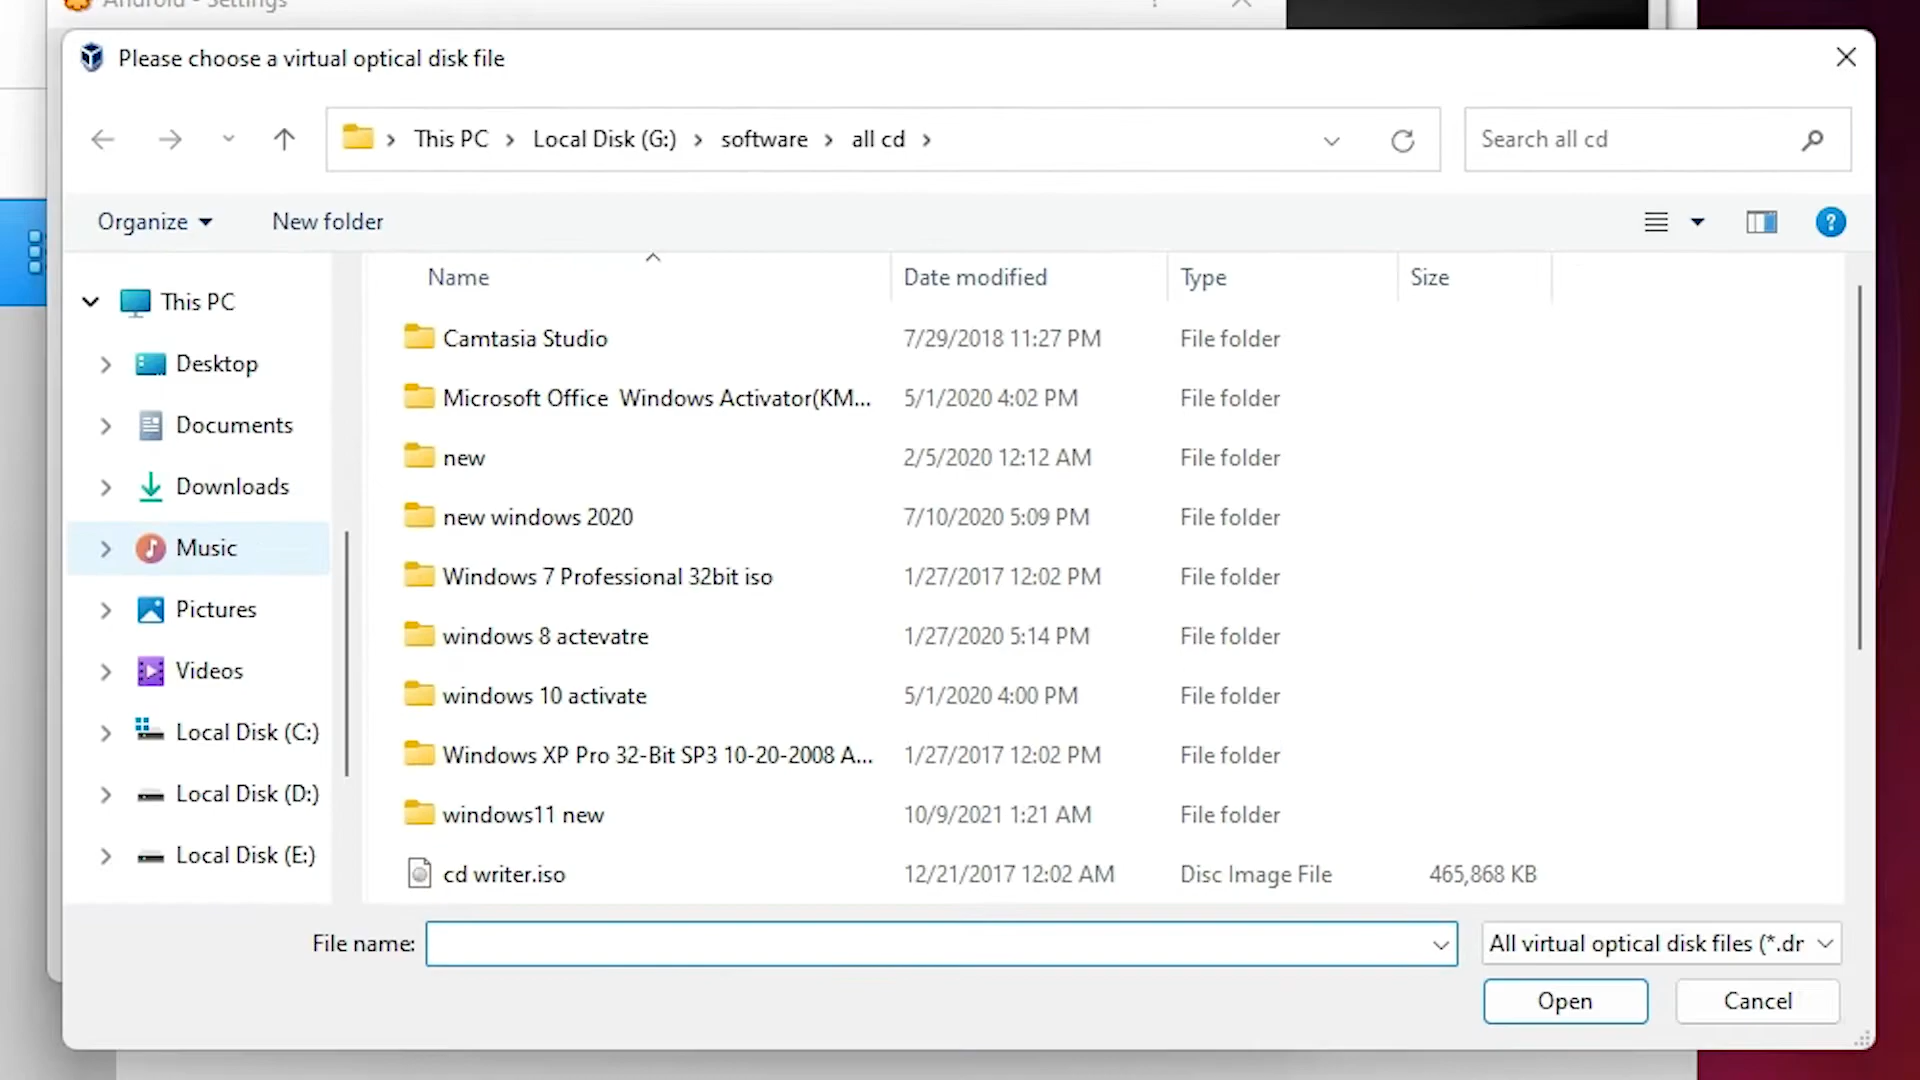 Android - Settings
Please choose a virtual optical disk file
This PC > Local Disk (G:) > software > all cd >
Search all cd
Organize
New folder
Name
Date modified
Type
Size
This PC
Desktop
Documents
Downloads
Music
Pictures
Videos
Local Disk (C:)
Local Disk (D:)
Local Disk (E:)
Camtasia Studio 7/29/2018 11:27 PM File folder
Microsoft Office  Windows Activator(KM... 5/1/2020 4:02 PM File folder
new 2/5/2020 12:12 AM File folder
new windows 2020 7/10/2020 5:09 PM File folder
Windows 7 Professional 32bit iso 1/27/2017 12:02 PM File folder
windows 8 actevatre 1/27/2020 5:14 PM File folder
windows 10 activate 5/1/2020 4:00 PM File folder
Windows XP Pro 32-Bit SP3 10-20-2008 A... 1/27/2017 12:02 PM File folder
windows11 new 10/9/2021 1:21 AM File folder
cd writer.iso 12/21/2017 12:02 AM Disc Image File 465,868 KB
File name:
All virtual optical disk files (*.dr
Open
Cancel